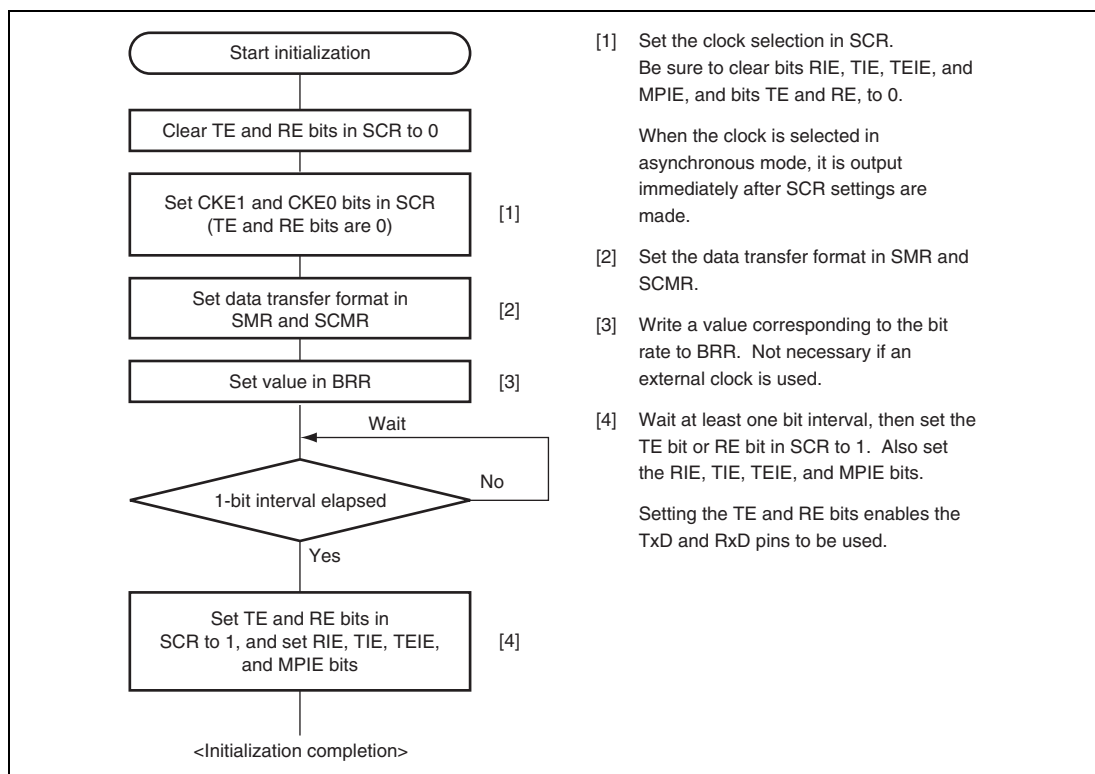 Start initialization
Clear TE and RE bits in SCR to 0
Set CKE1 and CKE0 bits in SCR
(TE and RE bits are 0)
[1]
Set data transfer format in
SMR and SCMR
[2]
Set value in BRR
[3]
Wait
No
1-bit interval elapsed
Yes
Set TE and RE bits in
SCR to 1, and set RIE, TIE, TEIE,
and MPIE bits
[4]
<Initialization completion>
[1] Set the clock selection in SCR.
Be sure to clear bits RIE, TIE, TEIE, and
MPIE, and bits TE and RE, to 0.
When the clock is selected in
asynchronous mode, it is output
immediately after SCR settings are
made.
[2] Set the data transfer format in SMR and
SCMR.
[3] Write a value corresponding to the bit
rate to BRR. Not necessary if an
external clock is used.
[4] Wait at least one bit interval, then set the
TE bit or RE bit in SCR to 1. Also set
the RIE, TIE, TEIE, and MPIE bits.
Setting the TE and RE bits enables the
TxD and RxD pins to be used.